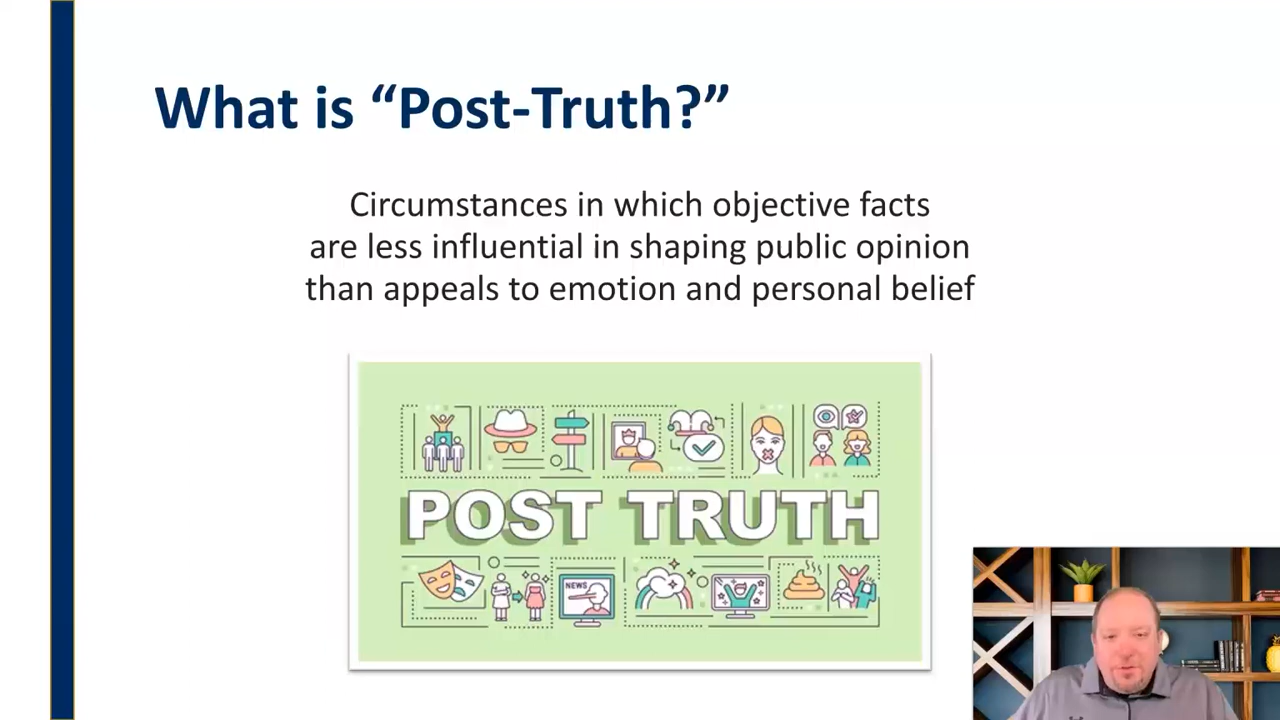 What is “Post-Truth?”
Circumstances in which objective facts
are less influential in shaping public opinion
than appeals to emotion and personal belief
POST TRUTH
NEWS